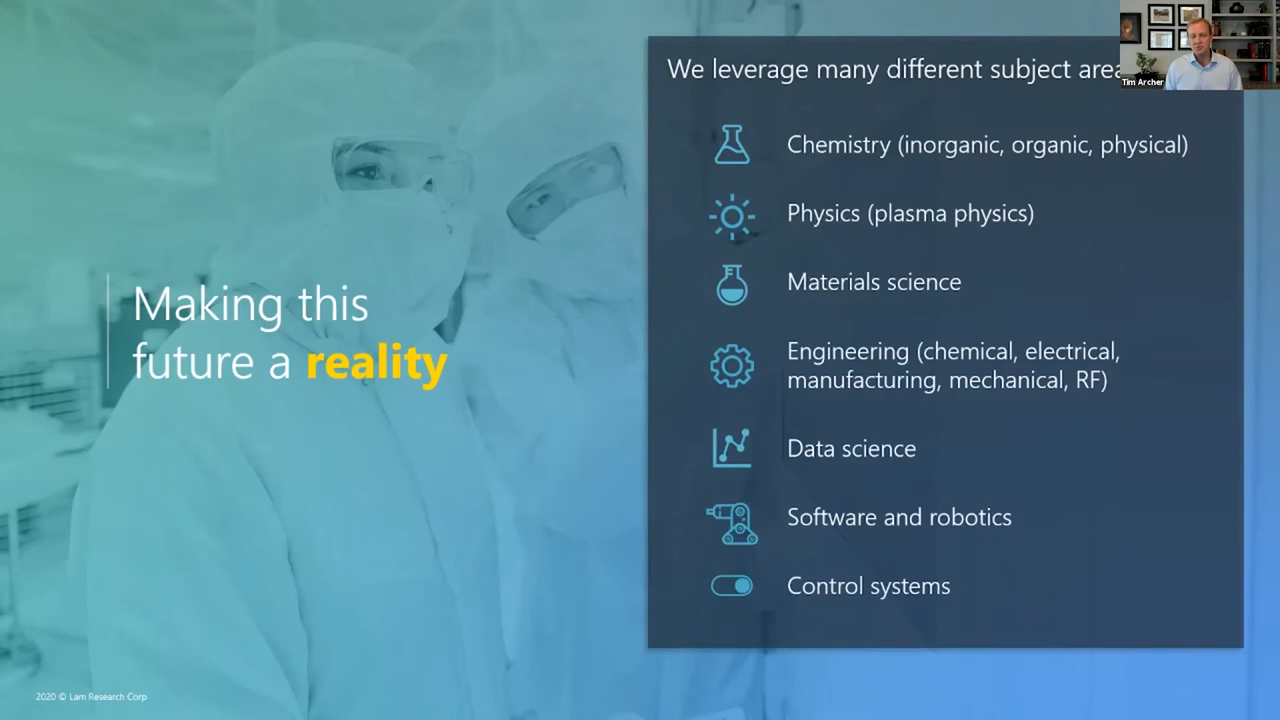 We leverage many different subject area
Tim Archer
Chemistry (inorganic, organic, physical)
Physics (plasma physics)
Materials science
Making this
future a reality
Engineering (chemical, electrical,
manufacturing, mechanical, RF)
Data science
Software and robotics
Control systems
2020 © Lam Research Corp